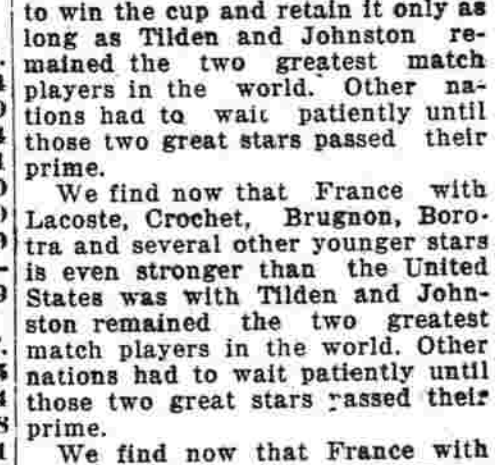 to win the cup and retain it only as
long as Tilden and Johnston re-
mained the two greatest match
players in the world. Other na-
tions had to wait patiently until
those two great stars passed their
prime.
We find now that France with
Lacoste, Crochet, Brugnon, Boro-
tra and several other younger stars
is even stronger than the United
States was with Tilden and John-
ston remained the two greatest
match players in the world. Other
nations had to wait patiently until
those two great stars passed their
prime.
We find now that France with